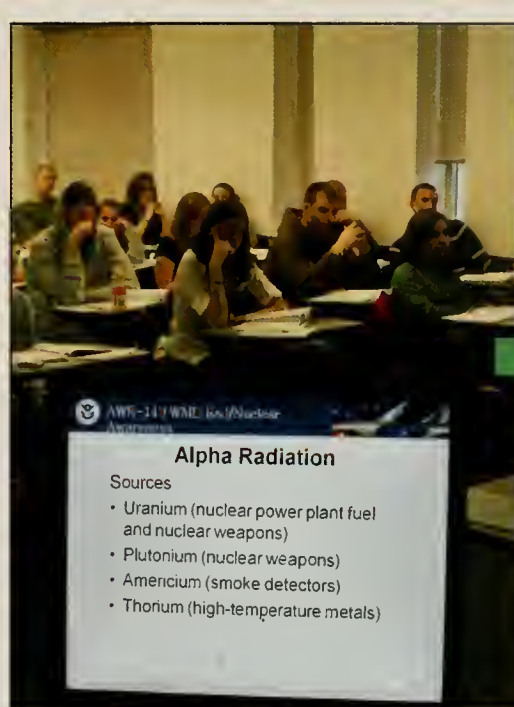 Awareness
Alpha Radiation
Sources
• Uranium (nuclear power plant fuel
and nuclear weapons)
• Plutonium (nuclear weapons)
• Americium (smoke detectors)
• Thorium (high-temperature metals)